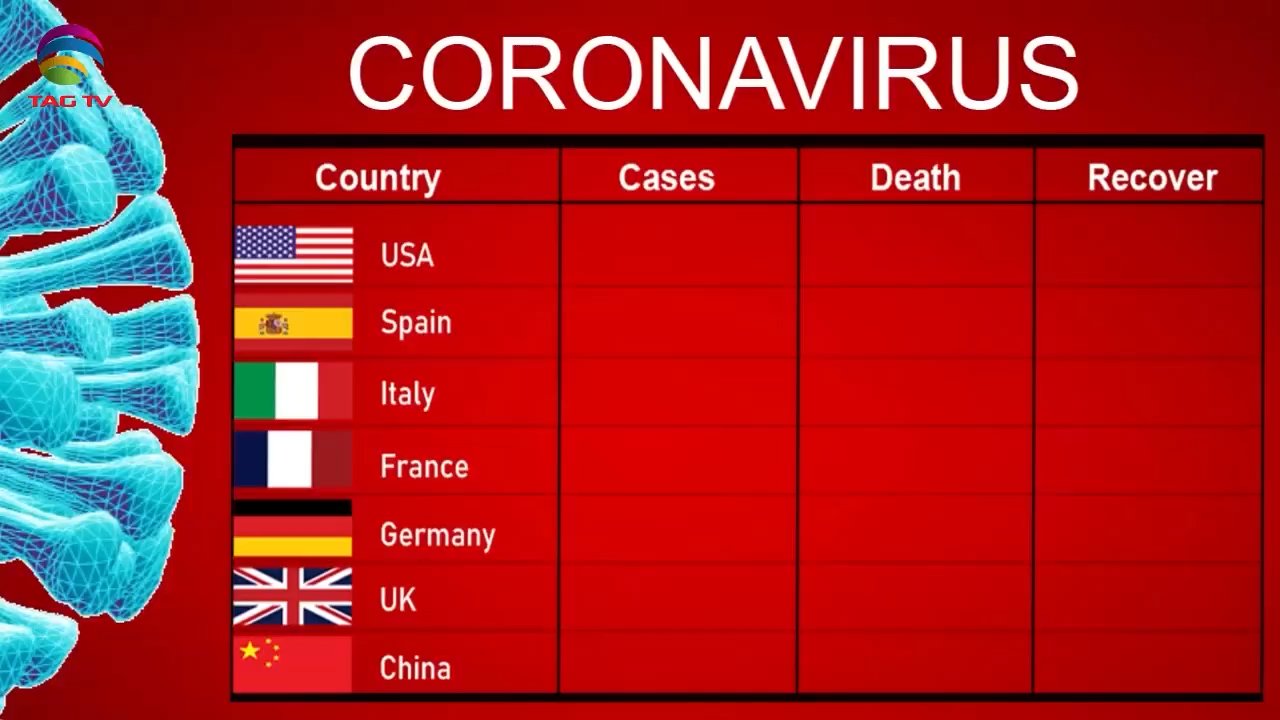 TAG TV
CORONAVIRUS
Country Cases Death Recover
USA
Spain
Italy
France
Germany
UK
China